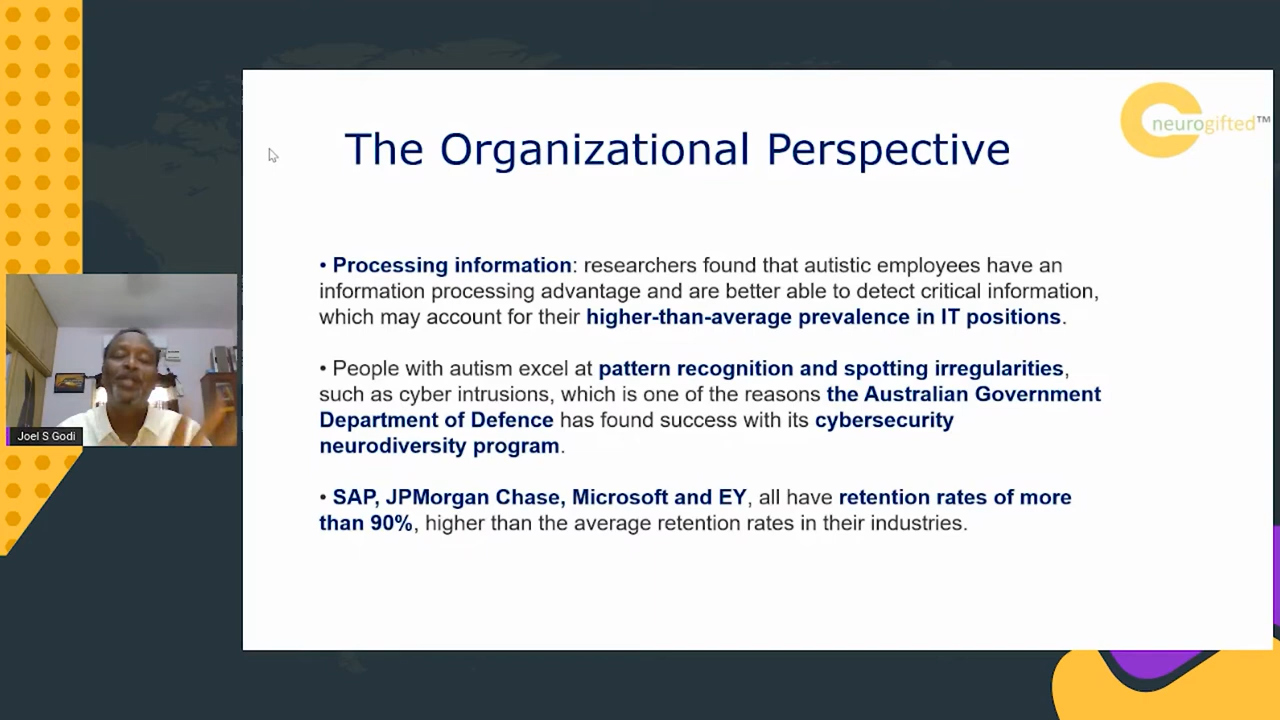 neurogifted™
The Organizational Perspective
• Processing information: researchers found that autistic employees have an
information processing advantage and are better able to detect critical information,
which may account for their higher-than-average prevalence in IT positions.
• People with autism excel at pattern recognition and spotting irregularities,
such as cyber intrusions, which is one of the reasons the Australian Government
Department of Defence has found success with its cybersecurity
neurodiversity program.
• SAP, JPMorgan Chase, Microsoft and EY, all have retention rates of more
than 90%, higher than the average retention rates in their industries.
Joel S Godi